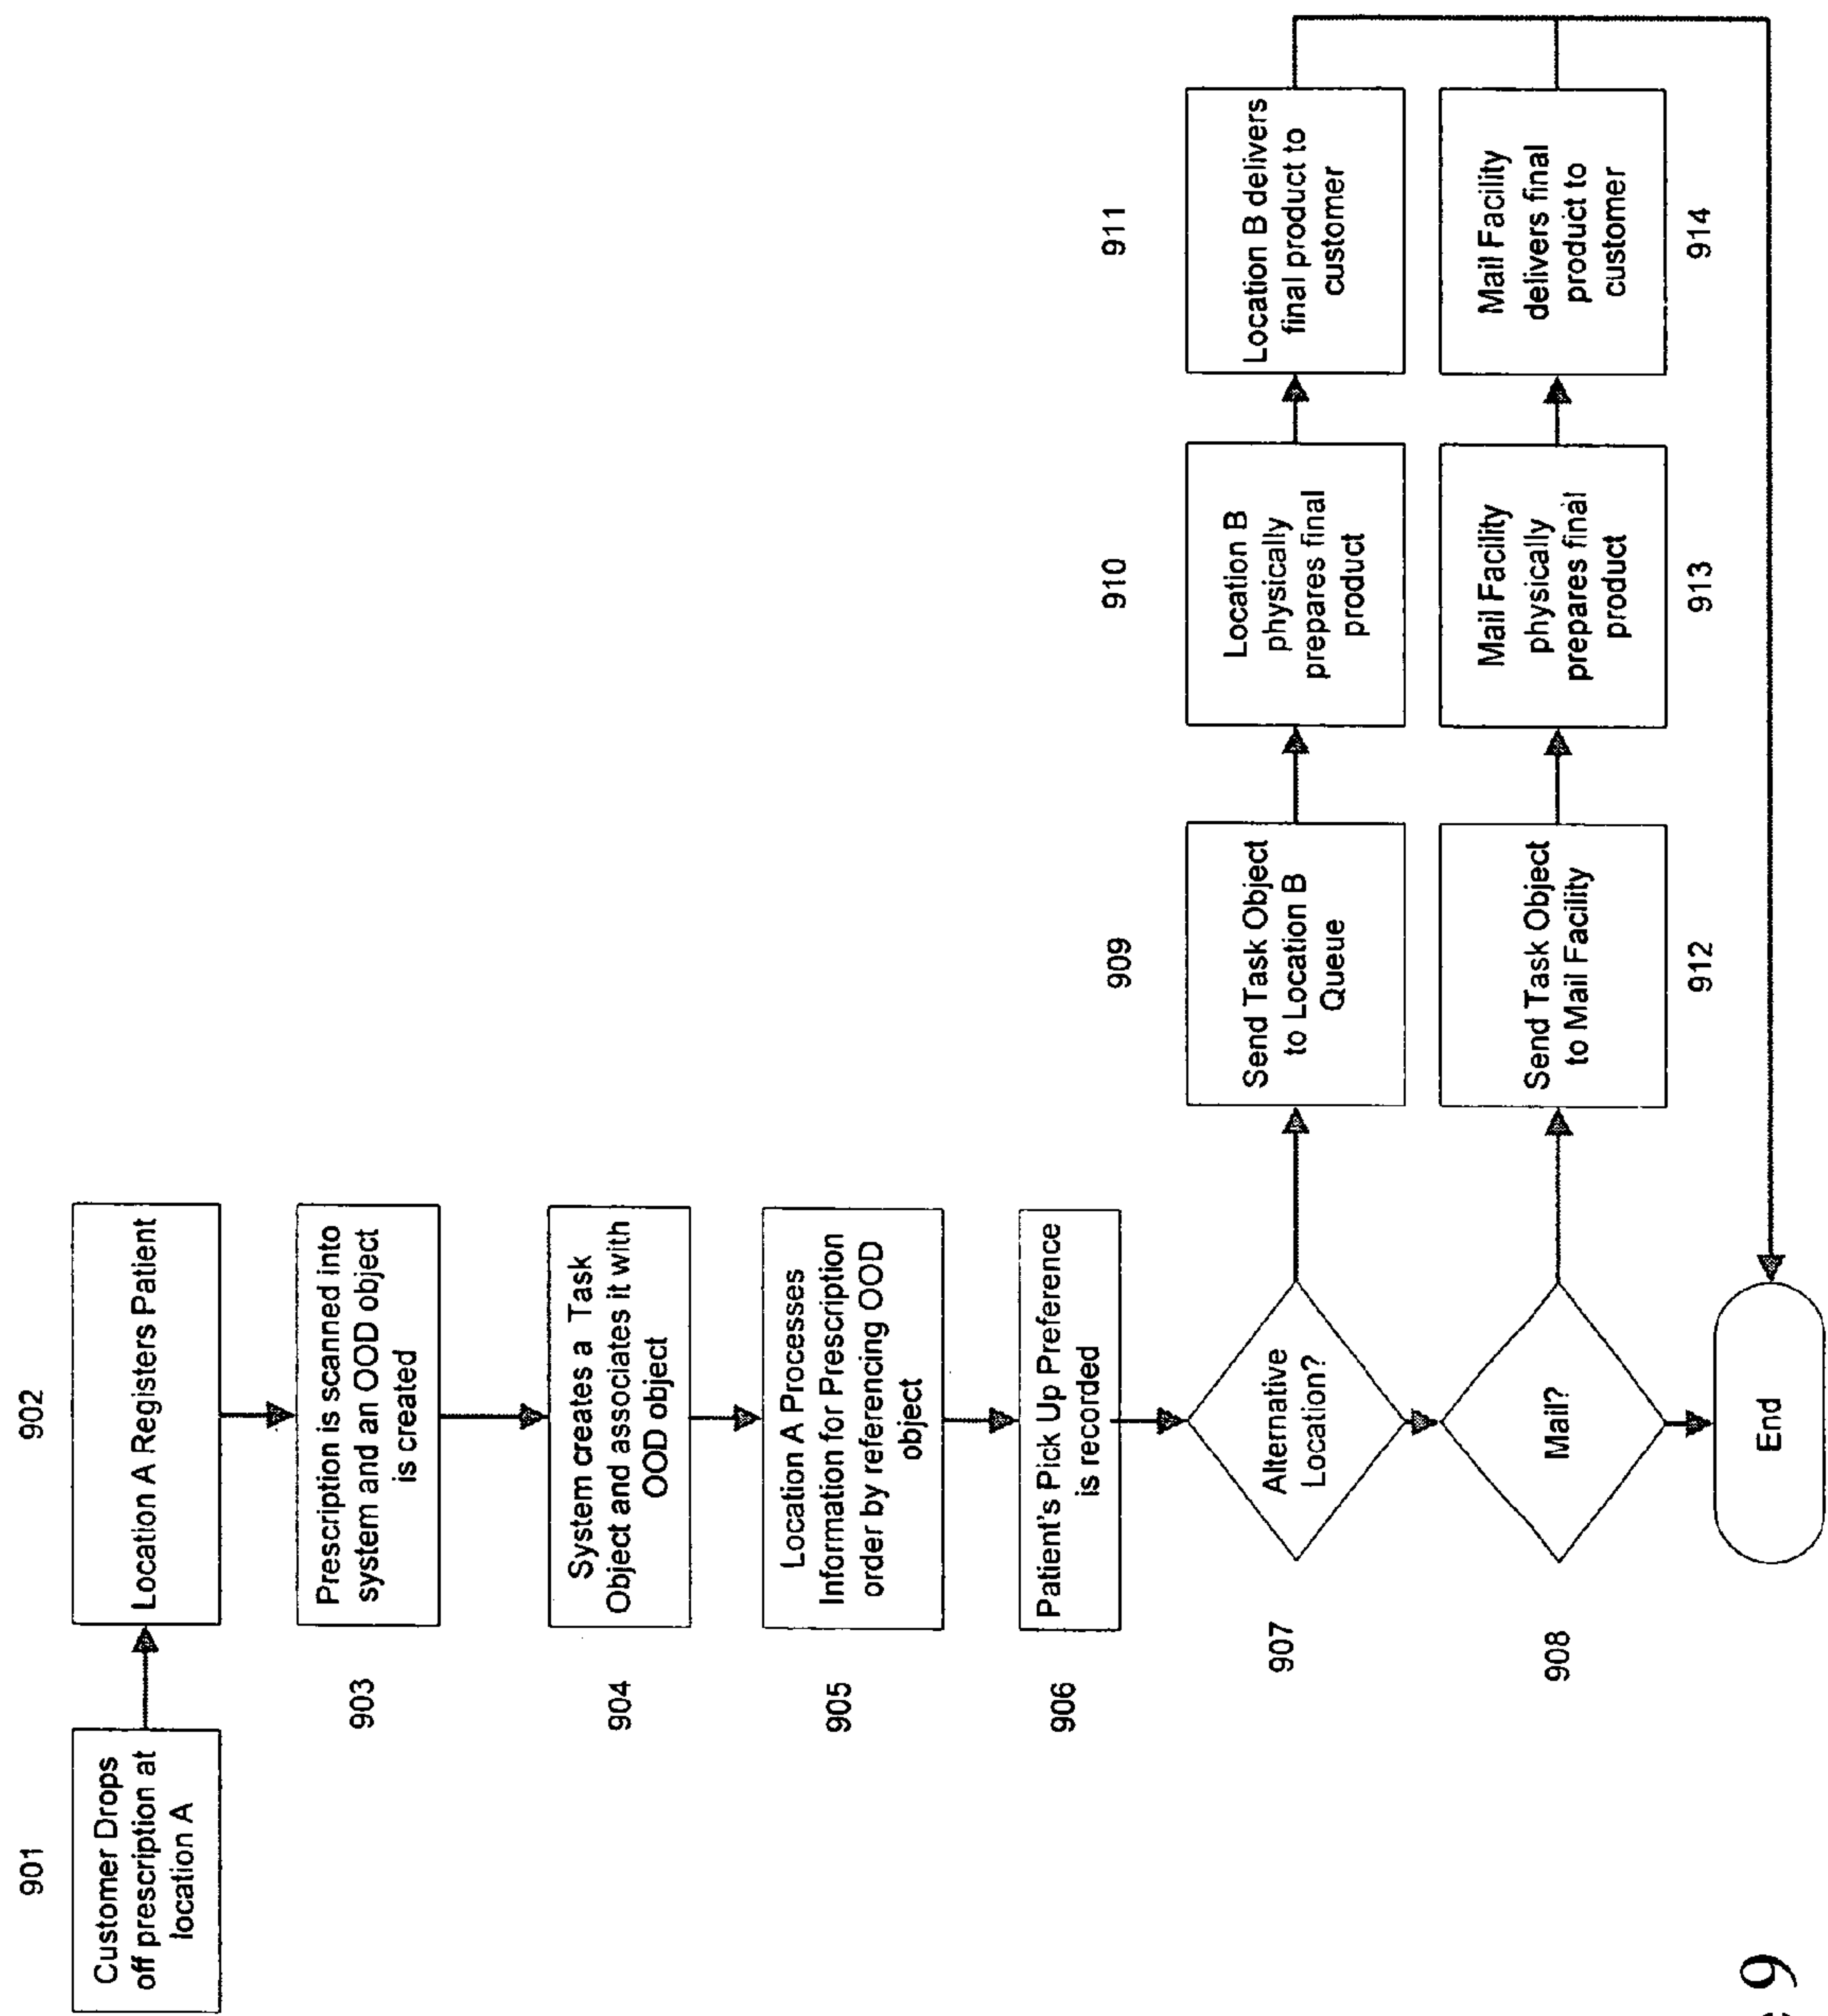 901
Customer Drops
off prescription at
location A
902
Location A Registers Patient
903
Prescription is scanned into
system and an OOD object
is created
904
System creates a Task
Object and associates it with
OOD object
905
Location A Processes
Information for Prescription
order by referencing OOD
object
906
Patient's Pick Up Preference
is recorded
907
Alternative
Location?
909
Send Task Object
to Location B
Queue
910
Location B
physically
prepares final
product
911
Location B delivers
final product to
customer
908
Mail?
Send Task Object
to Mail Facility
912
Mail Facility
physically
prepares final
product
913
Mail Facility
delivers final
product to
customer
914
End
9